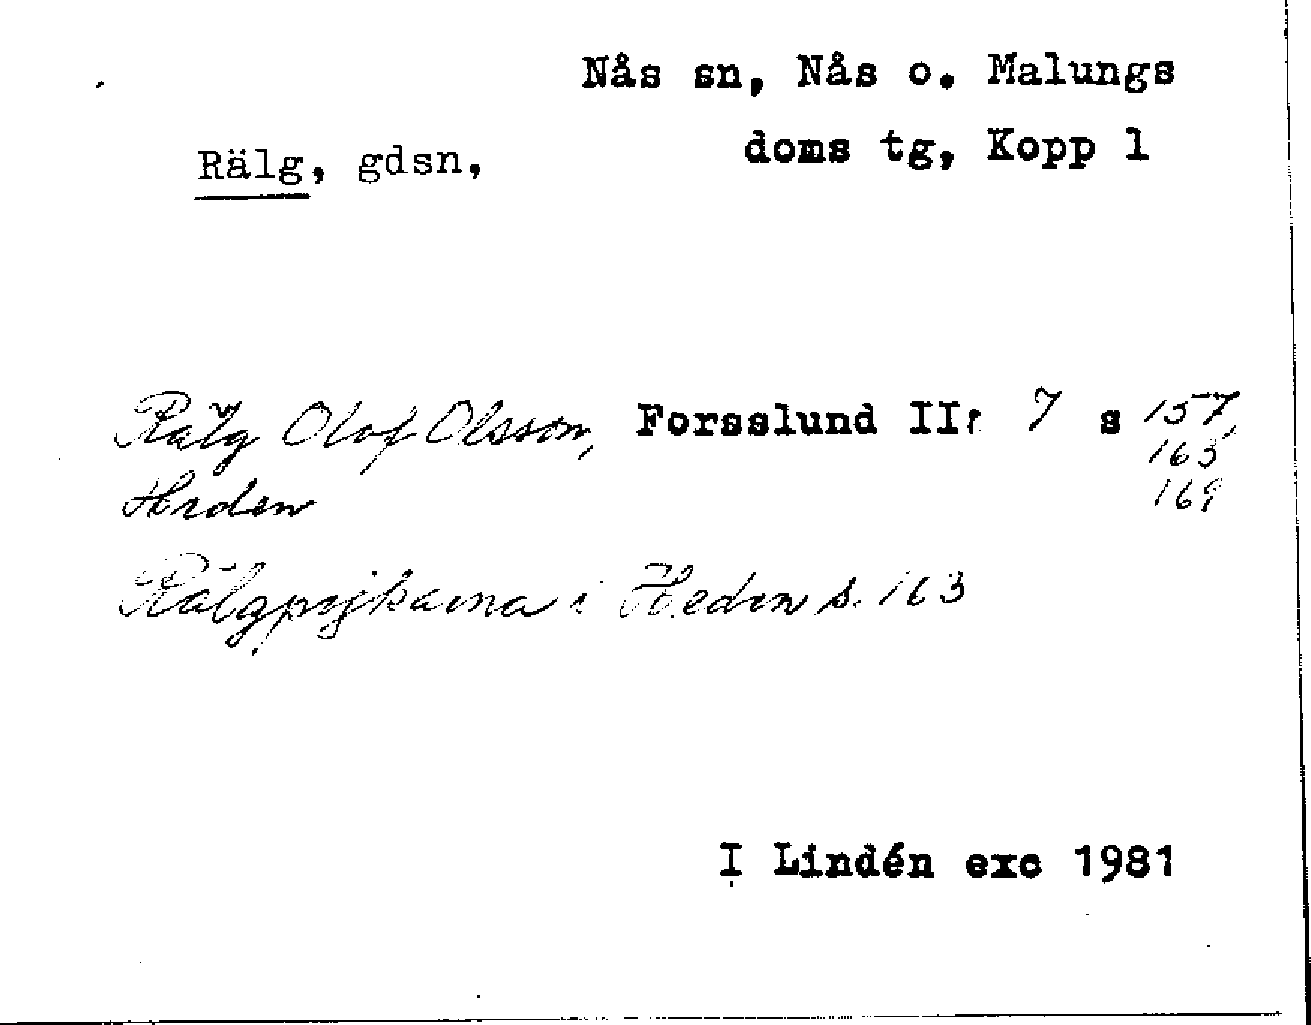 Nås sn, Nås o. Malungs
doms tg, Kopp l
Rälg, gdsn,
Rälg Olof Olsson, Forsslund II: 7 s 157,
163
Heden 169
Rälgpojkarna i Heden s. 163
I Lindén exc 1981